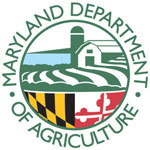 MARYLAND DEPARTMENT
• OF AGRICULTURE •